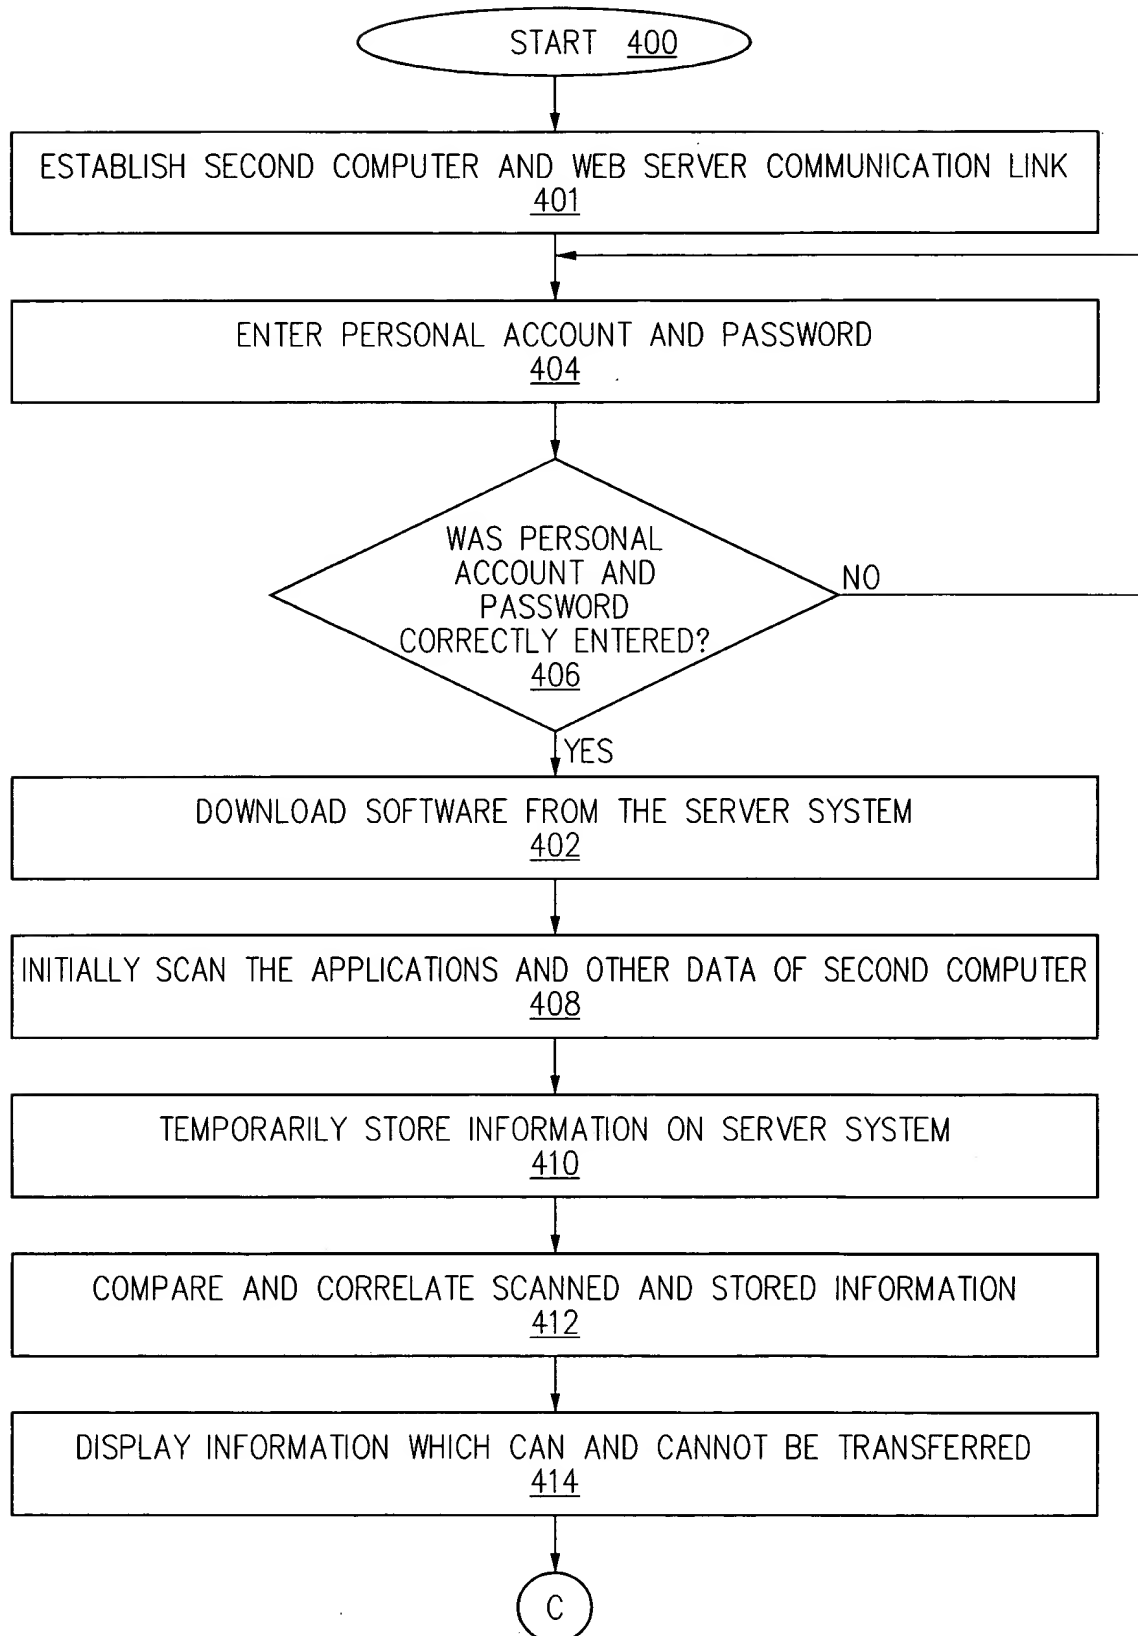 START 400
ESTABLISH SECOND COMPUTER AND WEB SERVER COMMUNICATION LINK
401
ENTER PERSONAL ACCOUNT AND PASSWORD
404
WAS PERSONAL
ACCOUNT AND
PASSWORD
CORRECTLY ENTERED?
406
NO
YES
DOWNLOAD SOFTWARE FROM THE SERVER SYSTEM
402
INITIALLY SCAN THE APPLICATIONS AND OTHER DATA OF SECOND COMPUTER
408
TEMPORARILY STORE INFORMATION ON SERVER SYSTEM
410
COMPARE AND CORRELATE SCANNED AND STORED INFORMATION
412
DISPLAY INFORMATION WHICH CAN AND CANNOT BE TRANSFERRED
414
C